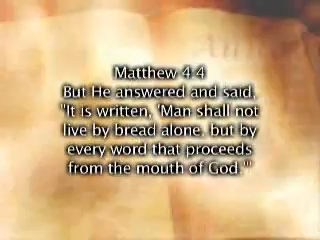 Matthew 4:4
But He answered and said,
"It is written, 'Man shall not
live by bread alone, but by
every word that proceeds
from the mouth of God.'"